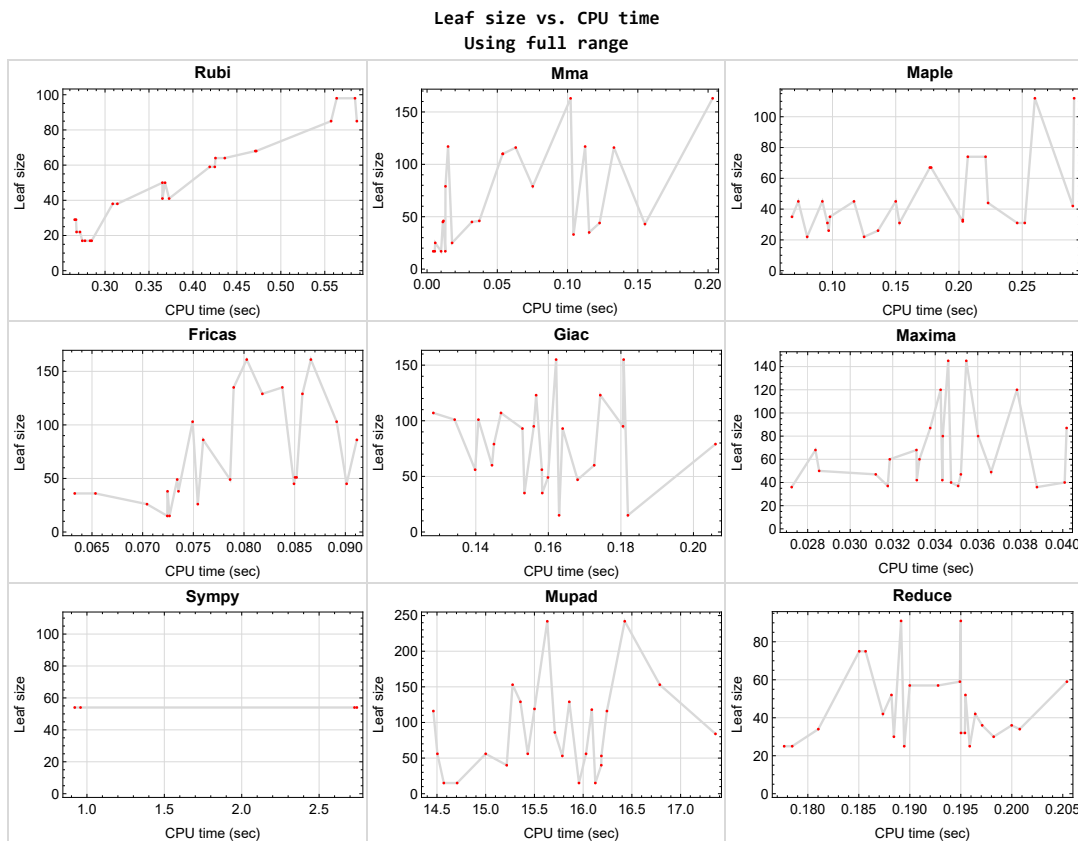 Leaf size vs. CPU time
Using full range
Rubi
100
80
60
40
20
0
Leaf size
0.30 0.35 0.40 0.45 0.50 0.55
CPU time (sec)
Mma
150
100
50
0
Leaf size
0.00 0.05 0.10 0.15 0.20
CPU time (sec)
Maple
100
80
60
40
20
0
Leaf size
0.10 0.15 0.20 0.25
CPU time (sec)
Fricas
150
100
50
0
Leaf size
0.065 0.070 0.075 0.080 0.085 0.090
CPU time (sec)
Giac
150
100
50
0
Leaf size
0.14 0.16 0.18 0.20
CPU time (sec)
Maxima
140
120
100
80
60
40
20
0
Leaf size
0.028 0.030 0.032 0.034 0.036 0.038 0.040
CPU time (sec)
Sympy
100
80
60
40
20
0
Leaf size
1.0 1.5 2.0 2.5
CPU time (sec)
Mupad
250
200
150
100
50
0
Leaf size
14.5 15.0 15.5 16.0 16.5 17.0
CPU time (sec)
Reduce
80
60
40
20
0
Leaf size
0.180 0.185 0.190 0.195 0.200 0.205
CPU time (sec)